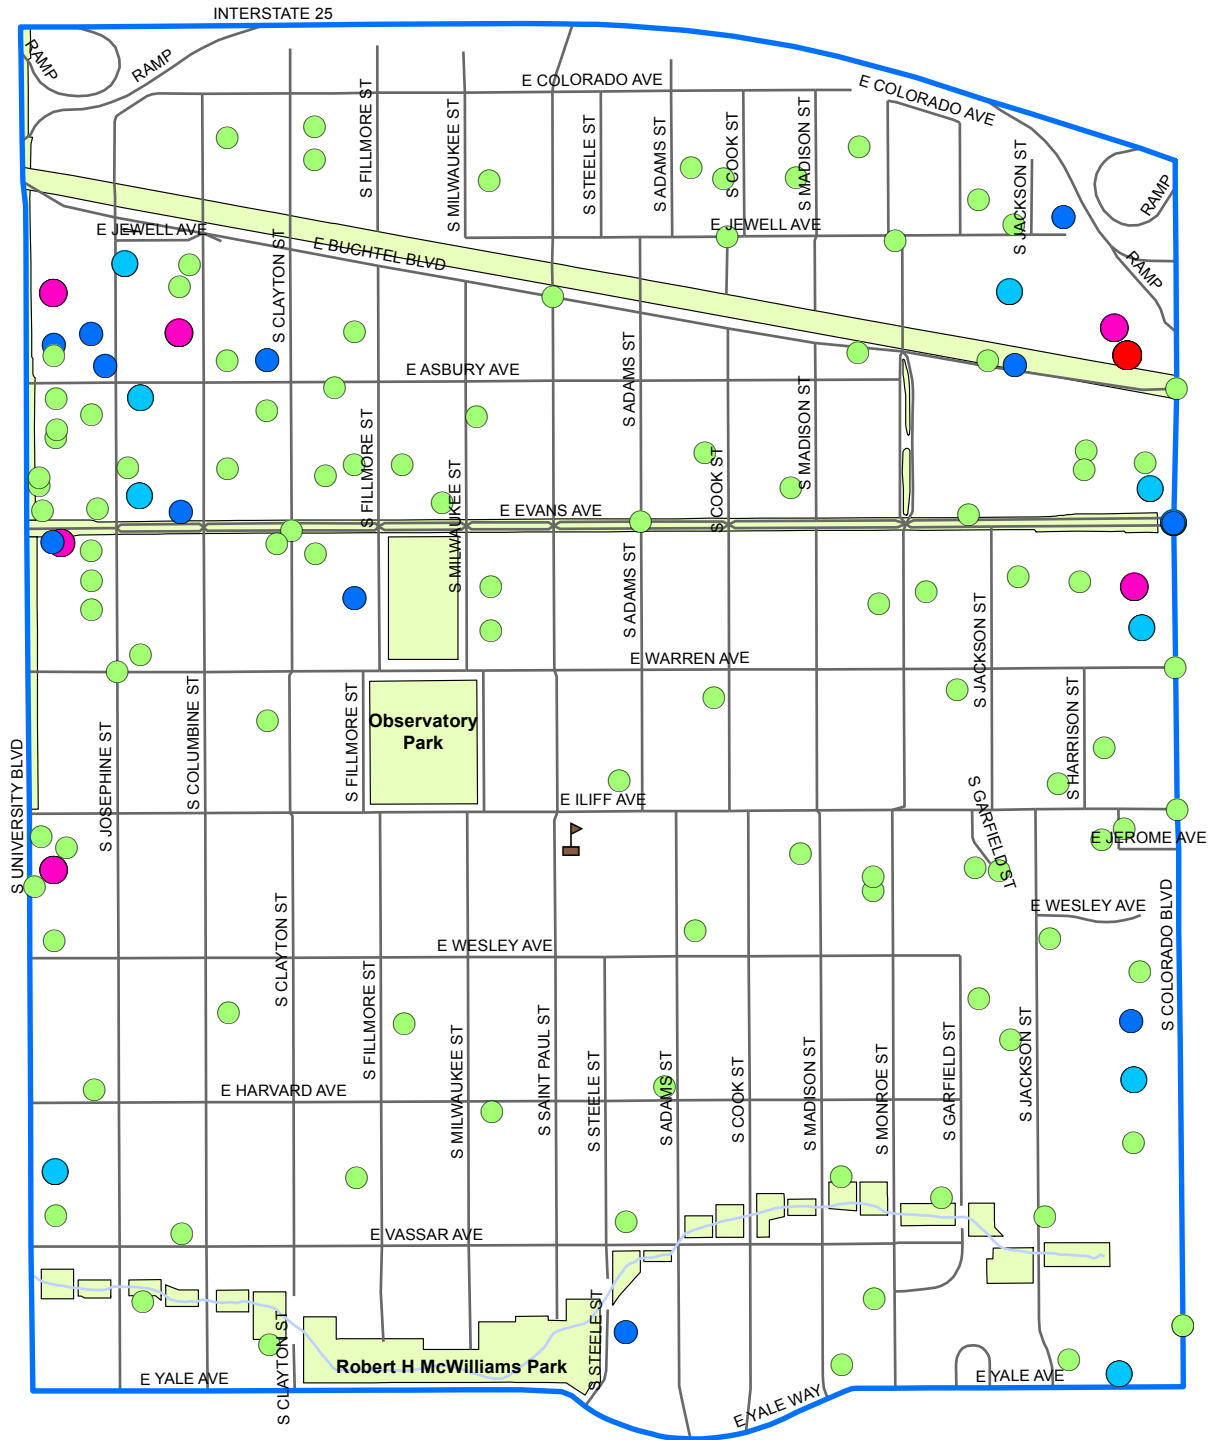 INTERSTATE 25
RAMP
RAMP
E COLORADO AVE
E COLORADO AVE
S FILLMORE ST
S MILWAUKEE ST
S STEELE ST
S ADAMS ST
S COOK ST
S MADISON ST
S JACKSON ST
RAMP
E JEWELL AVE
E JEWELL AVE
E BUCHTEL BLVD
S CLAYTON ST
RAMP
E ASBURY AVE
S ADAMS ST
S MADISON ST
S FILLMORE ST
S MILWAUKEE ST
S COOK ST
E EVANS AVE
S ADAMS ST
S JACKSON ST
E WARREN AVE
S COLUMBINE ST
S FILLMORE ST
Observatory
Park
S HARRISON ST
S JOSEPHINE ST
S UNIVERSITY BLVD
E ILIFF AVE
S GARFIELD ST
E JEROME AVE
E WESLEY AVE
S CLAYTON ST
E WESLEY AVE
S COLORADO BLVD
S FILLMORE ST
S MILWAUKEE ST
S SAINT PAUL ST
S STEELE ST
S ADAMS ST
S COOK ST
S MADISON ST
S MONROE ST
S GARFIELD ST
S JACKSON ST
E HARVARD AVE
E VASSAR AVE
S CLAYTON ST
S STEELE ST
Robert H McWilliams Park
E YALE AVE
E YALE AVE
E YALE WAY